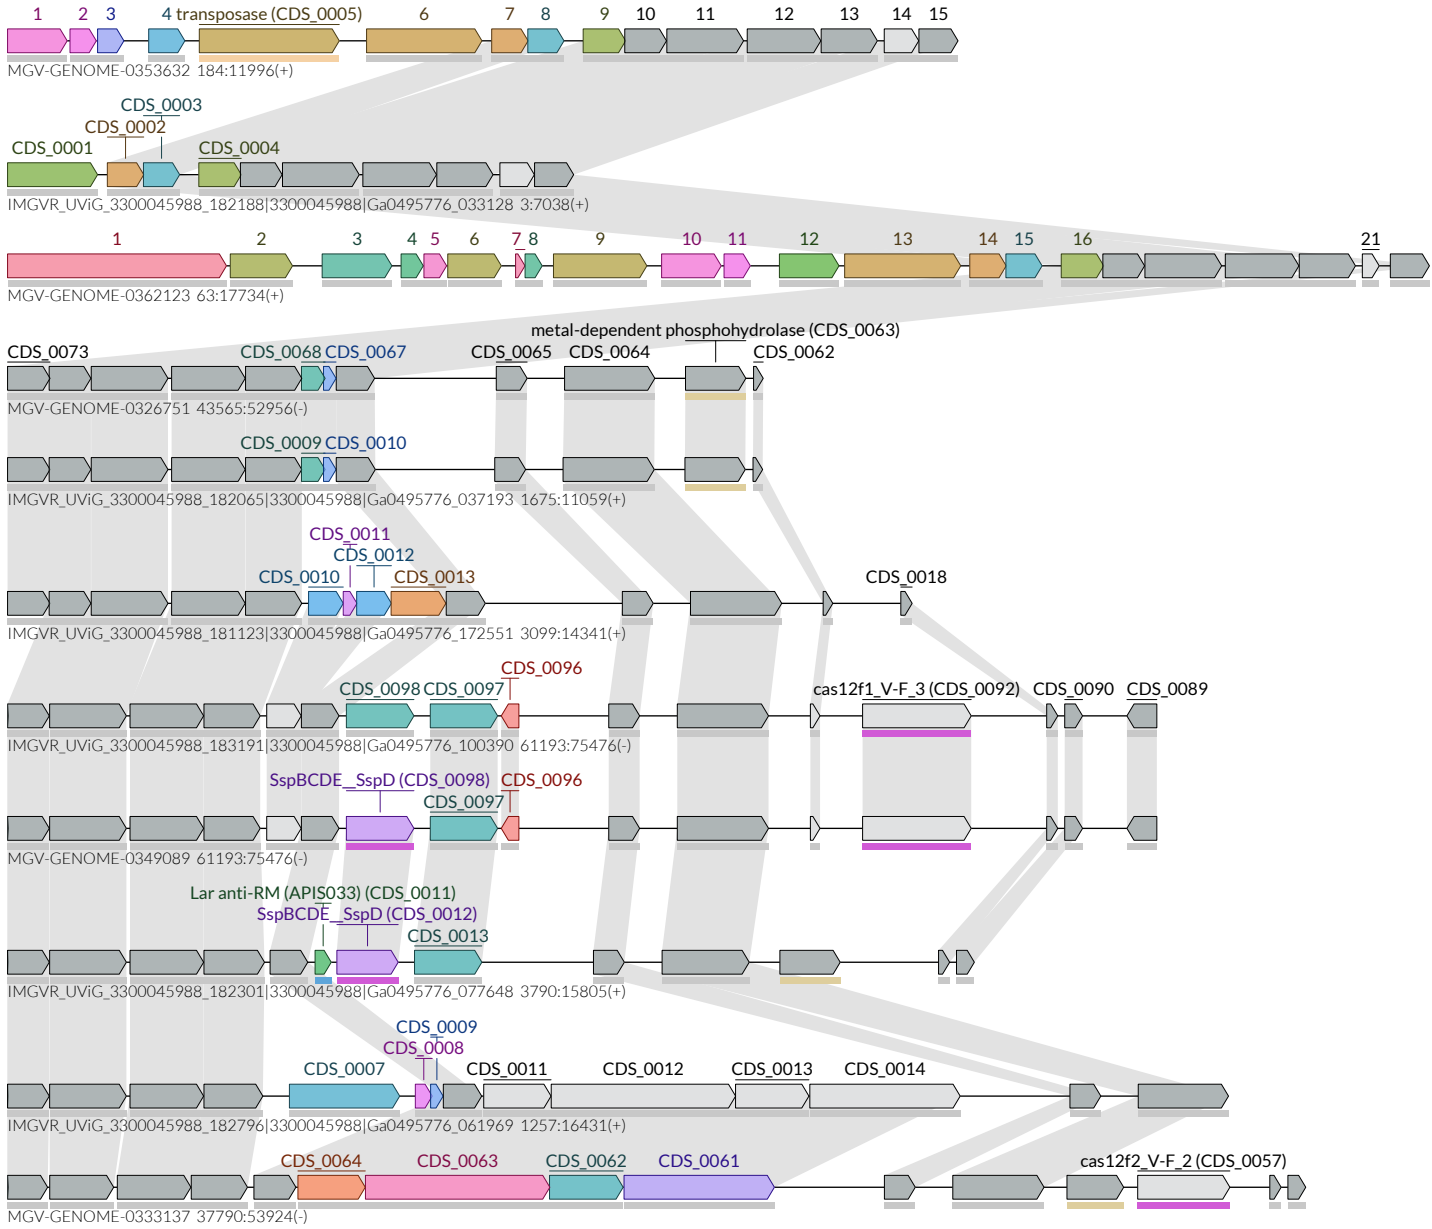 1 2 3 4 transposase (CDS_0005) 6 7 8 9 10 11 12 13 14 15
MGV-GENOME-0353632 184:11996(+)
CDS_0003
CDS_0002
CDS_0001 CDS_0004
IMGVR_UViG_3300045988_182188|3300045988|Ga0495776_033128 3:7038(+)
1 2 3 4 5 6 7 8 9 10 11 12 13 14 15 16 21
MGV-GENOME-0362123 63:17734(+)
metal-dependent phosphohydrolase (CDS_0063)
CDS_0073 CDS_0068 CDS_0067 CDS_0065 CDS_0064 CDS_0062
MGV-GENOME-0326751 43565:52956(-)
CDS_0009 CDS_0010
IMGVR_UViG_3300045988_182065|3300045988|Ga0495776_037193 1675:11059(+)
CDS_0011
CDS_0012
CDS_0010 CDS_0013 CDS_0018
IMGVR_UViG_3300045988_181123|3300045988|Ga0495776_172551 3099:14341(+)
CDS_0096
CDS_0098 CDS_0097 cas12f1_V-F_3 (CDS_0092) CDS_0090 CDS_0089
IMGVR_UViG_3300045988_183191|3300045988|Ga0495776_100390 61193:75476(-)
SspBCDE__SspD (CDS_0098) CDS_0096
CDS_0097
MGV-GENOME-0349089 61193:75476(-)
Lar anti-RM (APIS033) (CDS_0011)
SspBCDE__SspD (CDS_0012)
CDS_0013
IMGVR_UViG_3300045988_182301|3300045988|Ga0495776_077648 3790:15805(+)
CDS_0009
CDS_0008
CDS_0007 CDS_0011 CDS_0012 CDS_0013 CDS_0014
IMGVR_UViG_3300045988_182796|3300045988|Ga0495776_061969 1257:16431(+)
CDS_0064 CDS_0063 CDS_0062 CDS_0061 cas12f2_V-F_2 (CDS_0057)
MGV-GENOME-0333137 37790:53924(-)